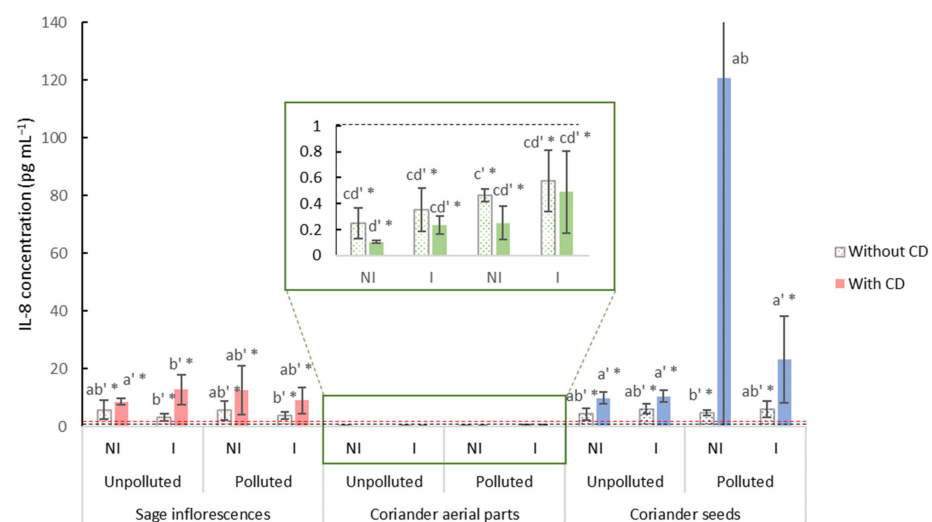 140
120
100
80
60
40
20
0
IL-8 concentration (pg mL⁻¹)
1
0.8
0.6
0.4
0.2
0
cd' *
d' *
cd' *
cd' *
c' *
cd' *
cd' *
cd' *
NI
I
NI
I
ab' *
a' *
b' *
b' *
ab' *
ab' *
b' *
ab' *
ab' *
a' *
ab' *
a' *
b' *
ab
ab' *
a' *
Without CD
With CD
NI I NI I NI I NI I NI I NI I
Unpolluted Polluted Unpolluted Polluted Unpolluted Polluted
Sage inflorescences Coriander aerial parts Coriander seeds